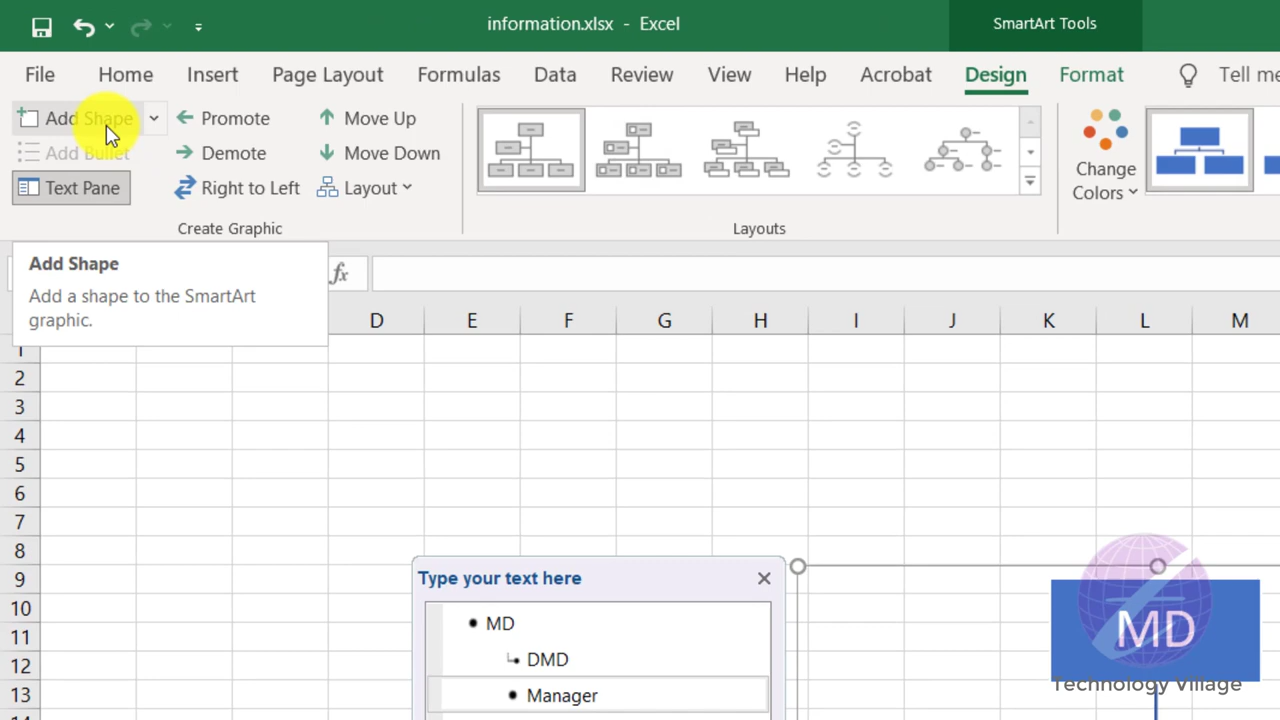 information.xlsx - Excel
SmartArt Tools
File Home Insert Page Layout Formulas Data Review View Help Acrobat Design Format Tell me
Add Shape Promote Move Up
Add Bullet Demote Move Down
Text Pane Right to Left Layout
Create Graphic
Layouts
Change
Colors
Add Shape
Add a shape to the SmartArt
graphic.
fx
D E F G H I J K L M
1
2
3
4
5
6
7
8
9
10
11
12
13
Type your text here
MD
DMD
Manager
MD
Technology Village